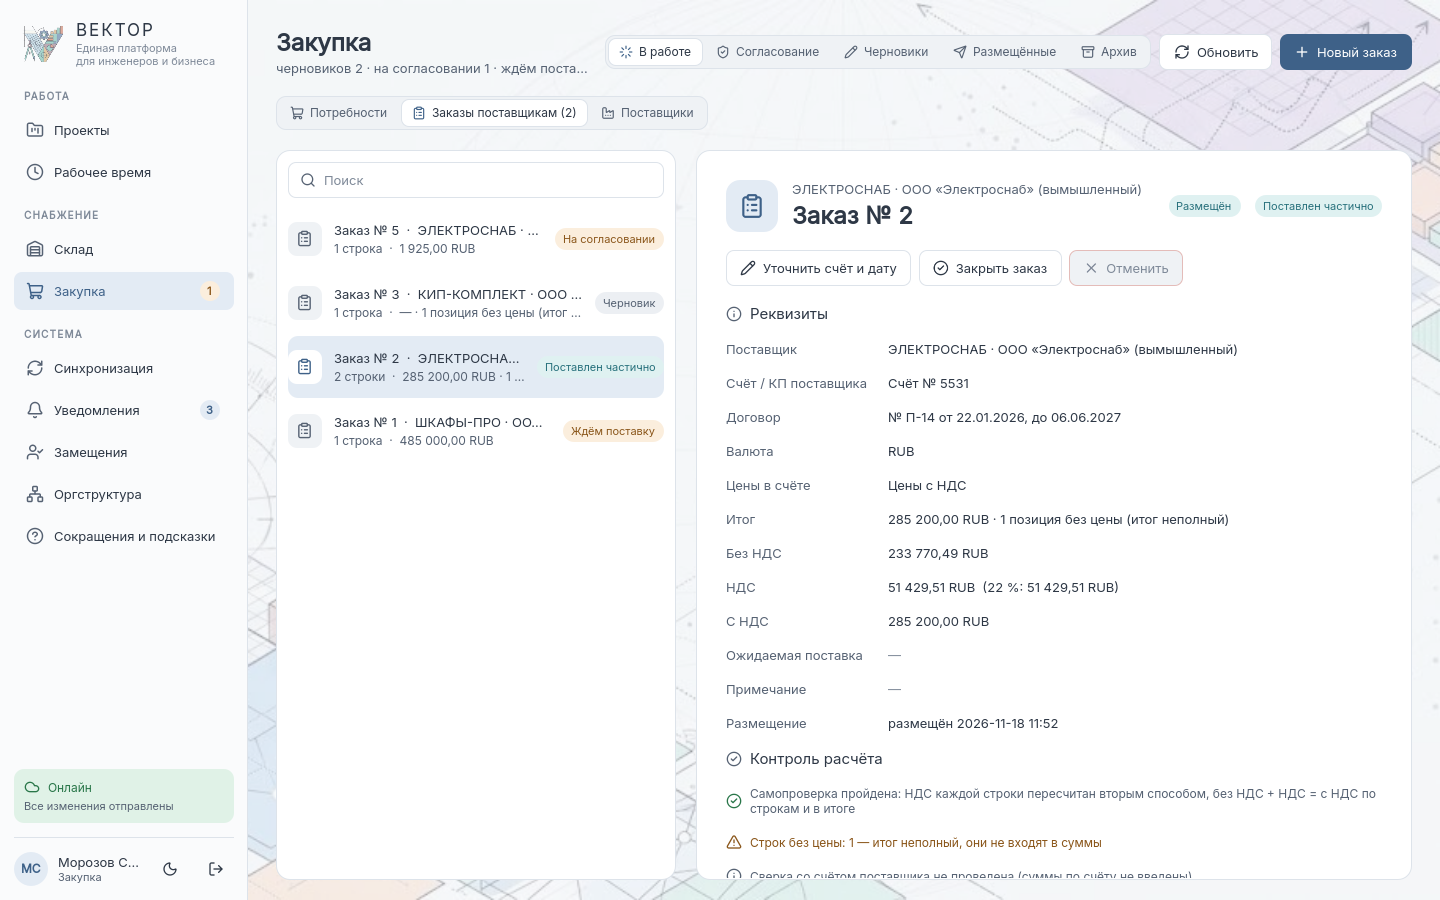 ВЕКТОР
Единая платформа
для инженеров и бизнеса
РАБОТА
Проекты
Рабочее время
СНАБЖЕНИЕ
Склад
Закупка
1
СИСТЕМА
Синхронизация
Уведомления
3
Замещения
Оргструктура
Сокращения и подсказки
Онлайн
Все изменения отправлены
МС
Морозов С...
Закупка
Закупка
черновиков 2 · на согласовании 1 · ждём поста...
В работе
Согласование
Черновики
Размещённые
Архив
Обновить
Новый заказ
Потребности
Заказы поставщикам (2)
Поставщики
Поиск
Заказ № 5 · ЭЛЕКТРОСНАБ · ...
1 строка · 1 925,00 RUB
На согласовании
Заказ № 3 · КИП-КОМПЛЕКТ · ООО ...
1 строка · — · 1 позиция без цены (итог ...
Черновик
Заказ № 2 · ЭЛЕКТРОСНА...
2 строки · 285 200,00 RUB · 1 ...
Поставлен частично
Заказ № 1 · ШКАФЫ-ПРО · ОО...
1 строка · 485 000,00 RUB
Ждём поставку
ЭЛЕКТРОСНАБ · ООО «Электроснаб» (вымышленный)
Заказ № 2
Размещён
Поставлен частично
Уточнить счёт и дату
Закрыть заказ
Отменить
Реквизиты
Поставщик ЭЛЕКТРОСНАБ · ООО «Электроснаб» (вымышленный)
Счёт / КП поставщика Счёт № 5531
Договор № П-14 от 22.01.2026, до 06.06.2027
Валюта RUB
Цены в счёте Цены с НДС
Итог 285 200,00 RUB · 1 позиция без цены (итог неполный)
Без НДС 233 770,49 RUB
НДС 51 429,51 RUB (22 %: 51 429,51 RUB)
С НДС 285 200,00 RUB
Ожидаемая поставка —
Примечание —
Размещение размещён 2026-11-18 11:52
Контроль расчёта
Самопроверка пройдена: НДС каждой строки пересчитан вторым способом, без НДС + НДС = с НДС по
строкам и в итоге
Строк без цены: 1 — итог неполный, они не входят в суммы
Сверка со счётом поставщика не проведена (суммы по счёту не введены)